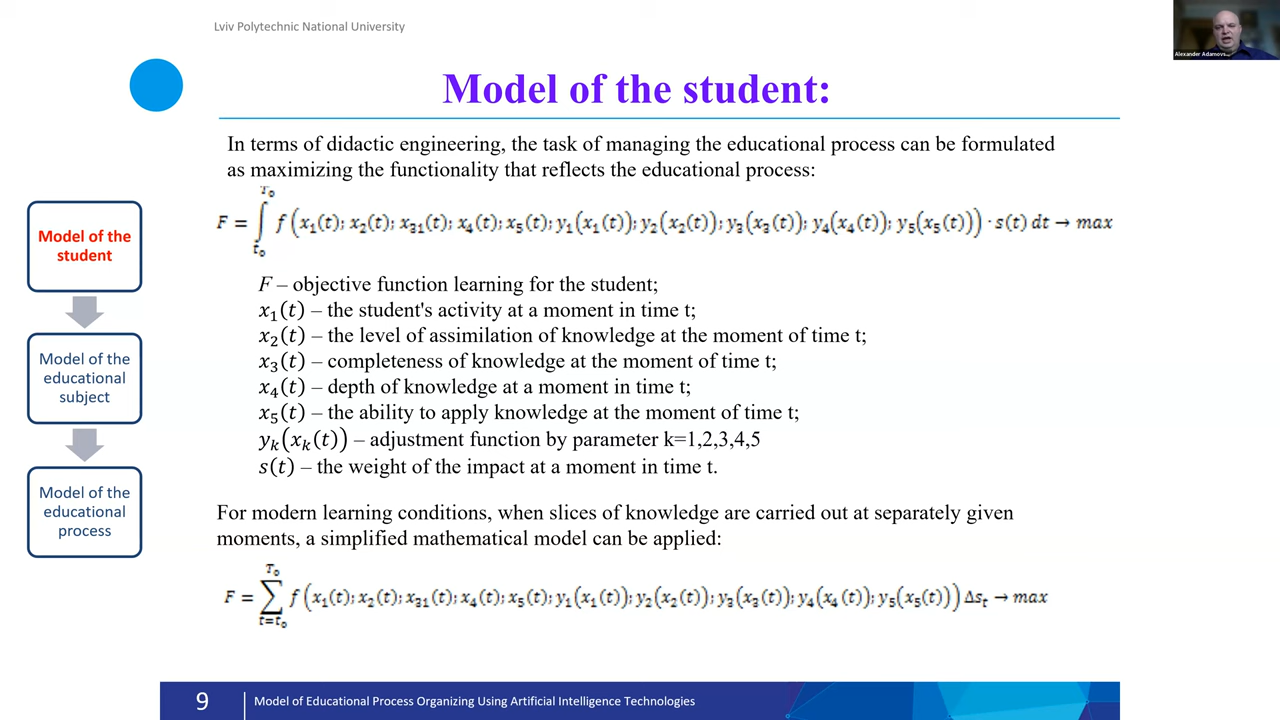 Lviv Polytechnic National University
Model of the student:
In terms of didactic engineering, the task of managing the educational process can be formulated
as maximizing the functionality that reflects the educational process:
F = ∫_{t₀}^{T₀} f(x₁(t); x₂(t); x₃₁(t); x₄(t); x₅(t); y₁(x₁(t)); y₂(x₂(t)); y₃(x₃(t)); y₄(x₄(t)); y₅(x₅(t))) · s(t) dt → max
F – objective function learning for the student;
x₁(t) – the student's activity at a moment in time t;
x₂(t) – the level of assimilation of knowledge at the moment of time t;
x₃(t) – completeness of knowledge at the moment of time t;
x₄(t) – depth of knowledge at a moment in time t;
x₅(t) – the ability to apply knowledge at the moment of time t;
yₖ(xₖ(t)) – adjustment function by parameter k=1,2,3,4,5
s(t) – the weight of the impact at a moment in time t.
For modern learning conditions, when slices of knowledge are carried out at separately given
moments, a simplified mathematical model can be applied:
F = ∑_{t=t₀}^{T₀} f(x₁(t); x₂(t); x₃₁(t); x₄(t); x₅(t); y₁(x₁(t)); y₂(x₂(t)); y₃(x₃(t)); y₄(x₄(t)); y₅(x₅(t))) Δsₜ → max
Model of the
student
Model of the
educational
subject
Model of the
educational
process
9
Model of Educational Process Organizing Using Artificial Intelligence Technologies
Alexander